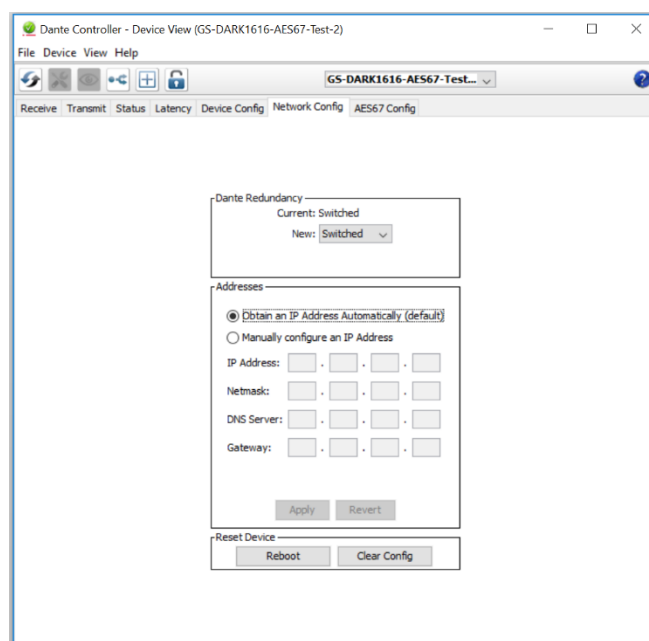 Dante Controller - Device View (GS-DARK1616-AES67-Test-2)
File Device View Help
GS-DARK1616-AES67-Test...
?
Receive Transmit Status Latency Device Config Network Config AES67 Config
Dante Redundancy
Current: Switched
New: Switched
Addresses
Obtain an IP Address Automatically (default)
Manually configure an IP Address
IP Address: . . .
Netmask: . . .
DNS Server: . . .
Gateway: . . .
Apply Revert
Reset Device
Reboot Clear Config